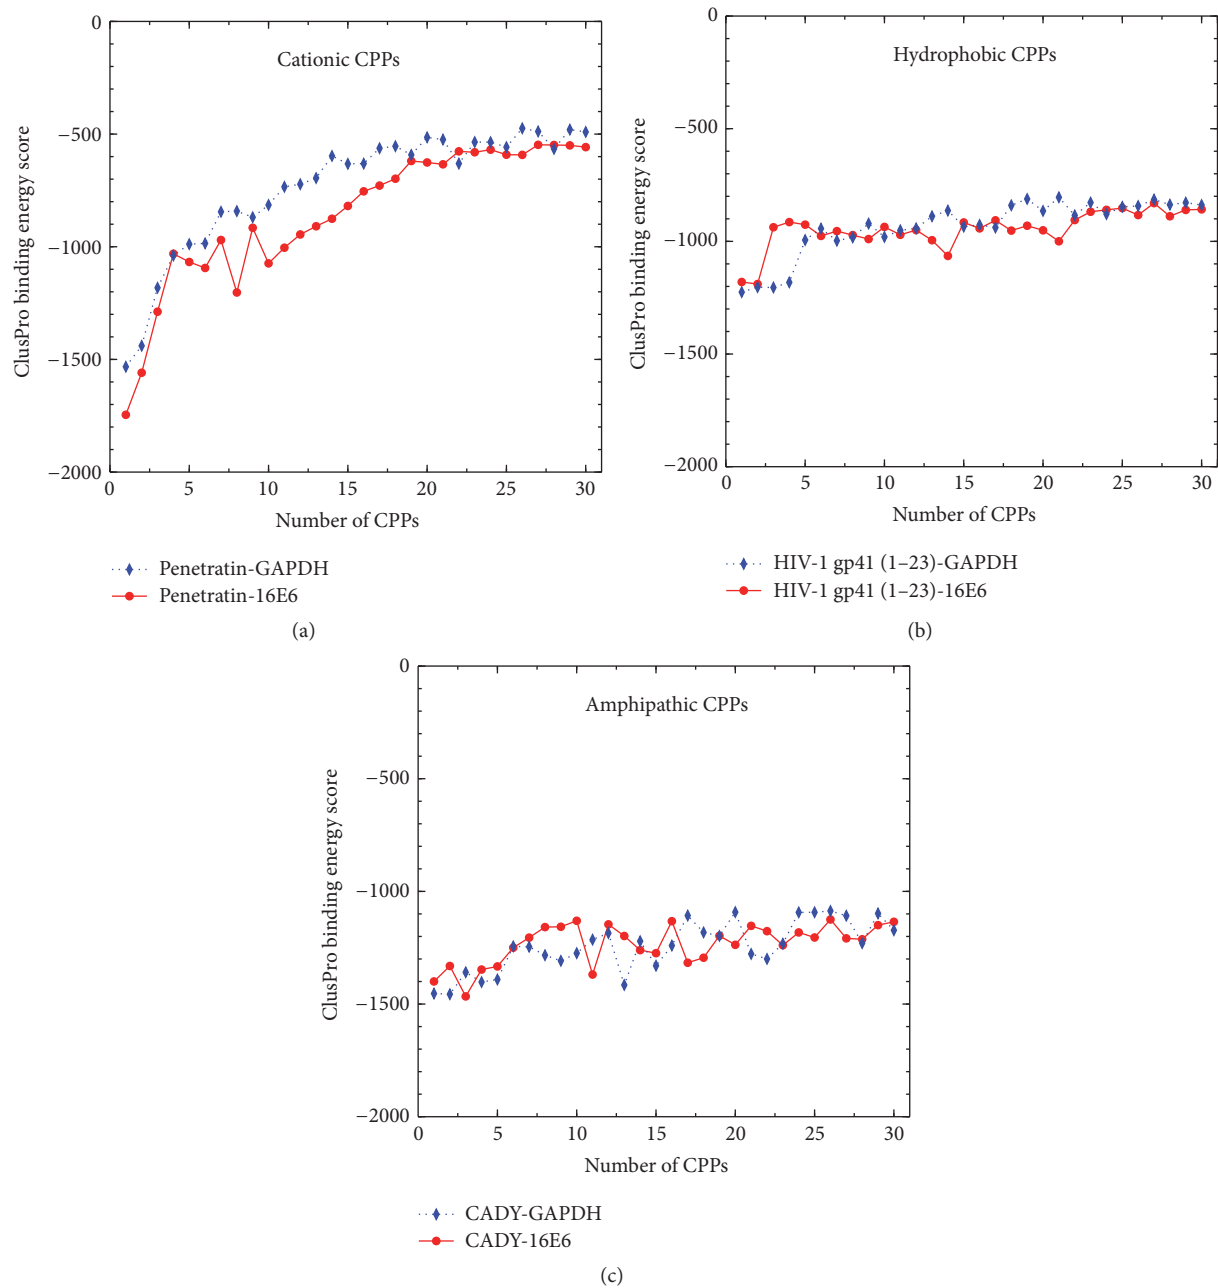 Cationic CPPs
ClusPro binding energy score
0
−500
−1000
−1500
−2000
0 5 10 15 20 25 30
Number of CPPs
Penetratin-GAPDH
Penetratin-16E6
(a)
Hydrophobic CPPs
ClusPro binding energy score
0
−500
−1000
−1500
−2000
0 5 10 15 20 25 30
Number of CPPs
HIV-1 gp41 (1–23)-GAPDH
HIV-1 gp41 (1–23)-16E6
(b)
Amphipathic CPPs
ClusPro binding energy score
0
−500
−1000
−1500
−2000
0 5 10 15 20 25 30
Number of CPPs
CADY-GAPDH
CADY-16E6
(c)